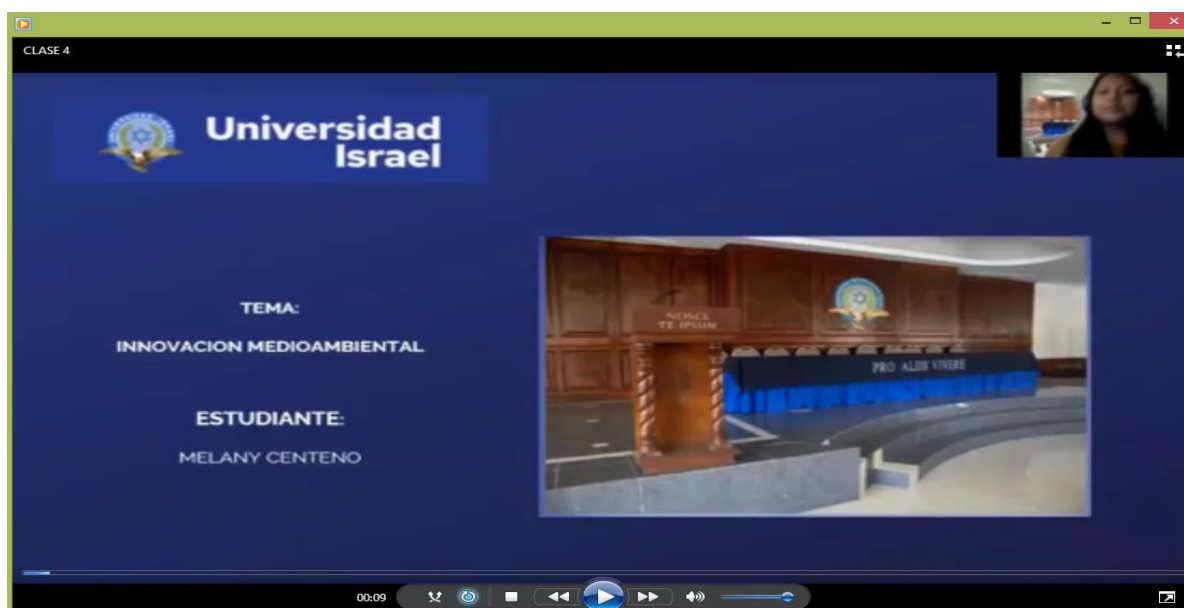 CLASE 4
Universidad
Israel
TEMA:
INNOVACION MEDIOAMBIENTAL
ESTUDIANTE:
MELANY CENTENO
NOSCE
TE IPSUM
PRO ALIIS VIVERE
00:09